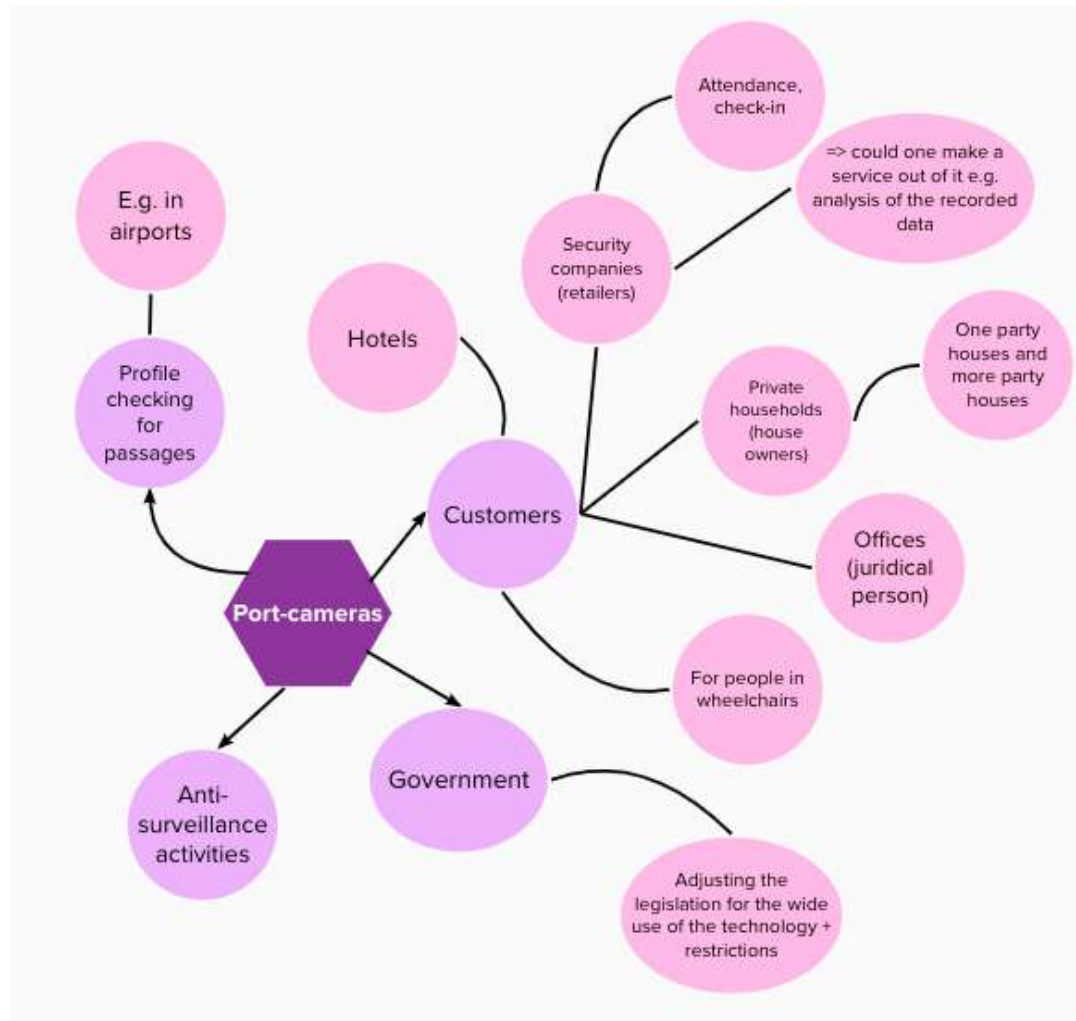 Attendance,
check-in
=> could one make a
service out of it e.g.
analysis of the recorded
data
E.g. in
airports
Security
companies
(retailers)
Hotels
One party
houses and
more party
houses
Profile
checking
for
passages
Private
households
(house
owners)
Customers
Offices
(juridical
person)
Port-cameras
For people in
wheelchairs
Government
Anti-
surveillance
activities
Adjusting the
legislation for the wide
use of the technology +
restrictions